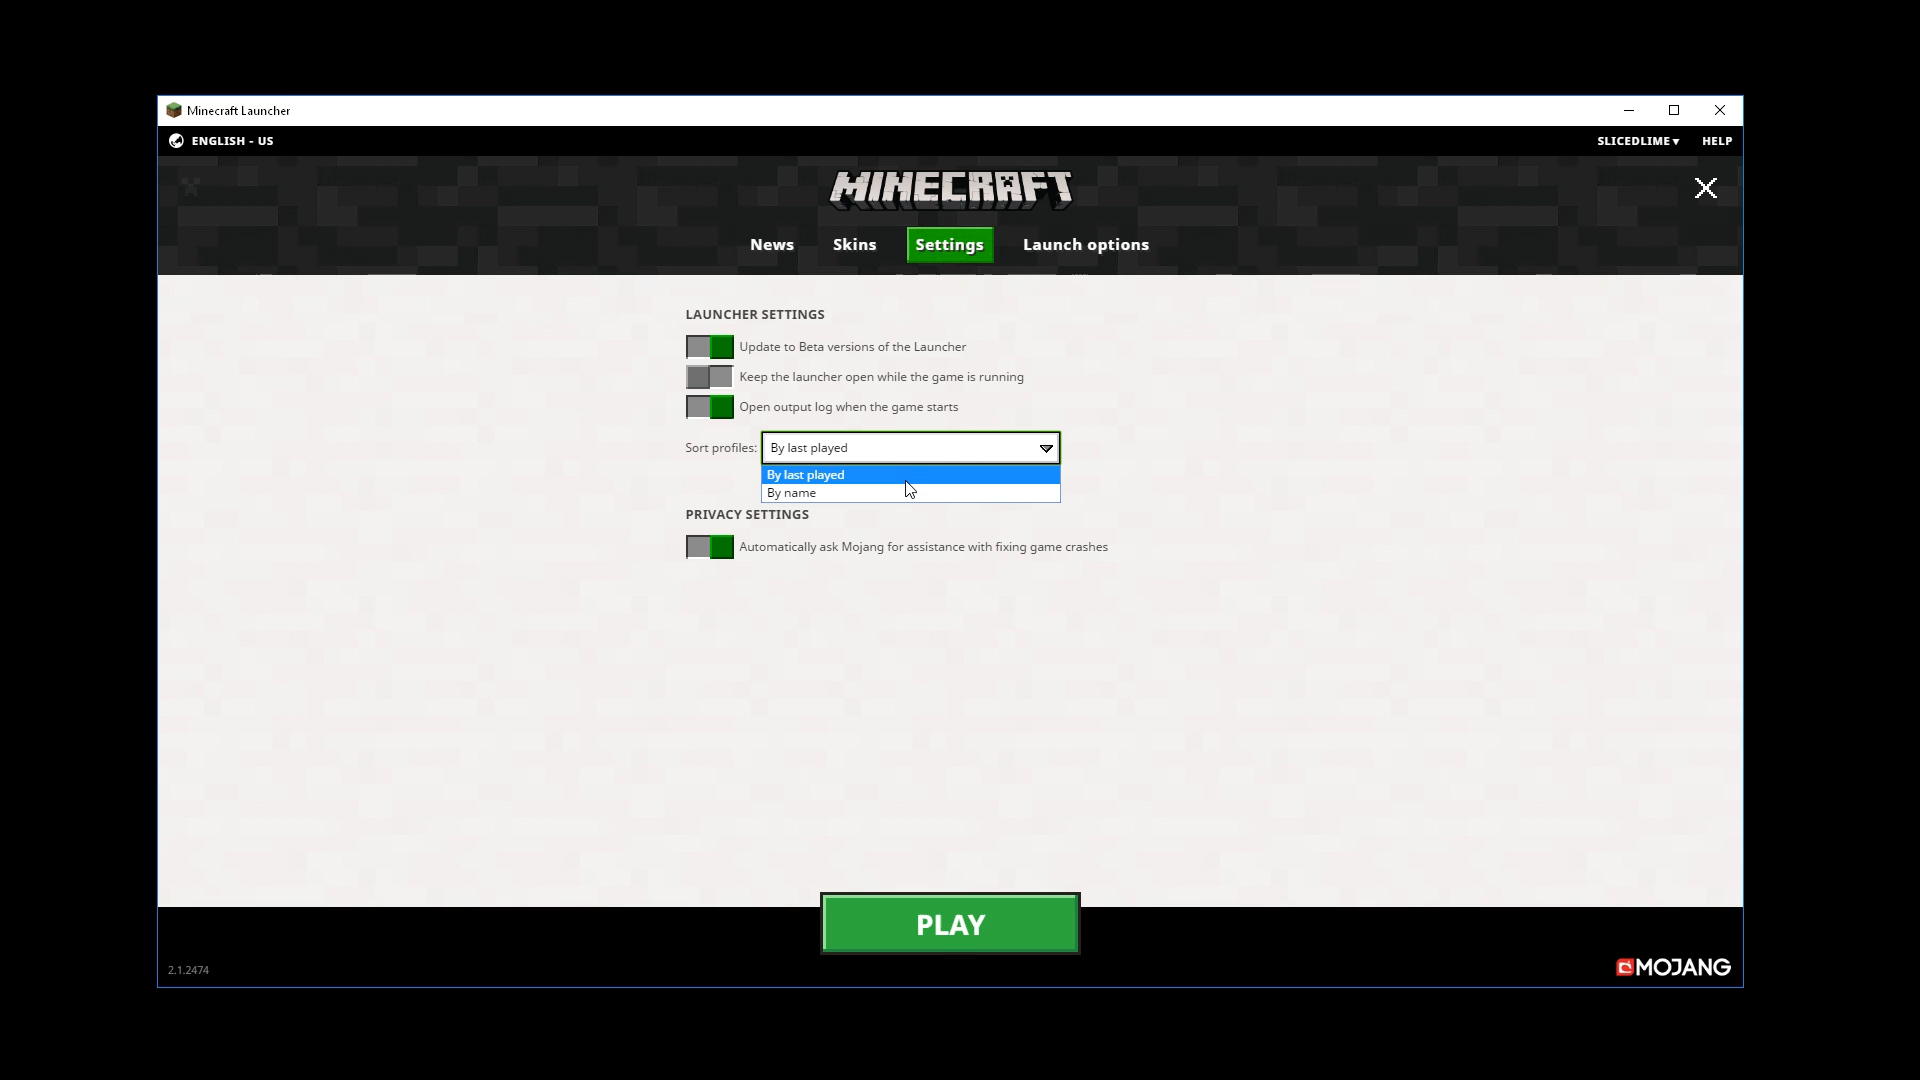 Minecraft Launcher
ENGLISH - US
SLICEDLIME▾ HELP
MINECRAFT
News Skins Settings Launch options
LAUNCHER SETTINGS
Update to Beta versions of the Launcher
Keep the launcher open while the game is running
Open output log when the game starts
Sort profiles: By last played
By last played
By name
PRIVACY SETTINGS
Automatically ask Mojang for assistance with fixing game crashes
PLAY
2.1.2474
MOJANG